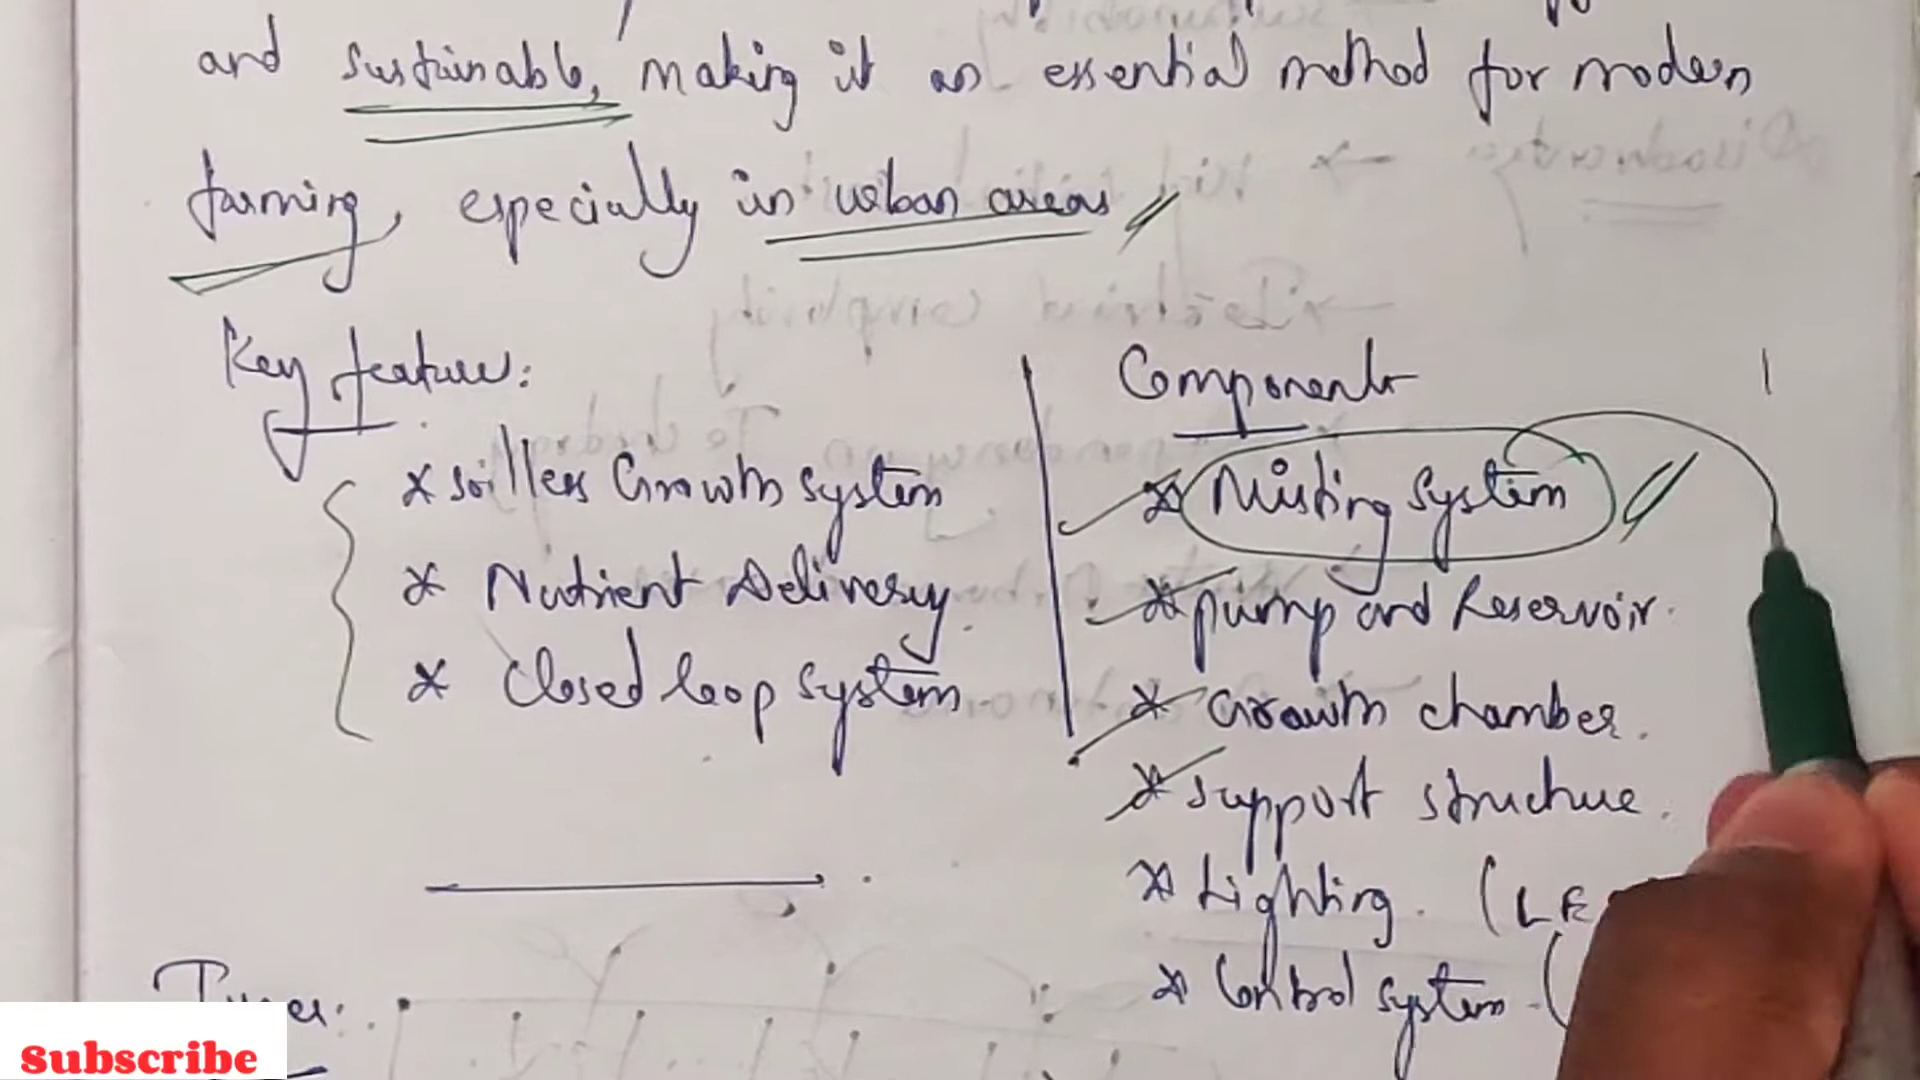 and sustainable, making it an essential method for modern
farming, especially in urban areas
Key feature:
* soilless Growth system
* Nutrient Delivery
* Closed loop system
Components
* Misting system
* pump and Reservoir.
* Growth chamber.
* support structure.
* Lighting. (LE
* Control system (
Subscribe